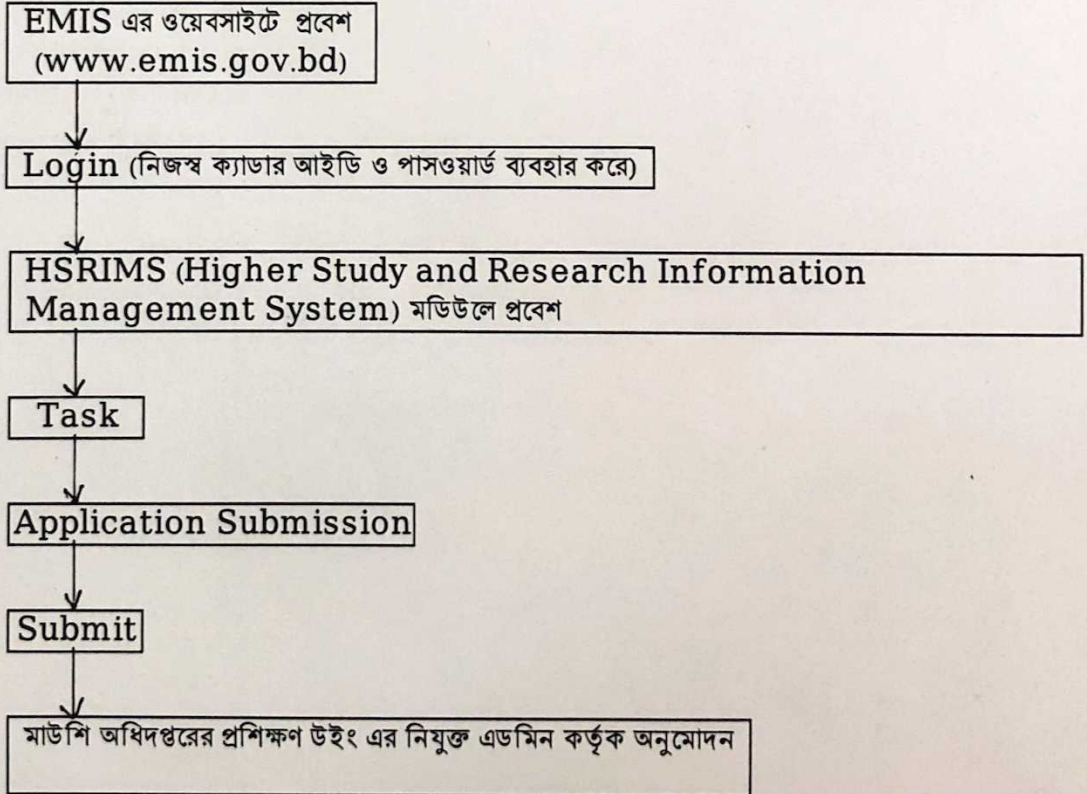 EMIS এর ওয়েবসাইটে প্রবেশ
(www.emis.gov.bd)
Login (নিজস্ব ক্যাডার আইডি ও পাসওয়ার্ড ব্যবহার করে)
HSRIMS (Higher Study and Research Information
Management System) মডিউলে প্রবেশ
Task
Application Submission
Submit
মাউশি অধিদপ্তরের প্রশিক্ষণ উইং এর নিযুক্ত এডমিন কর্তৃক অনুমোদন